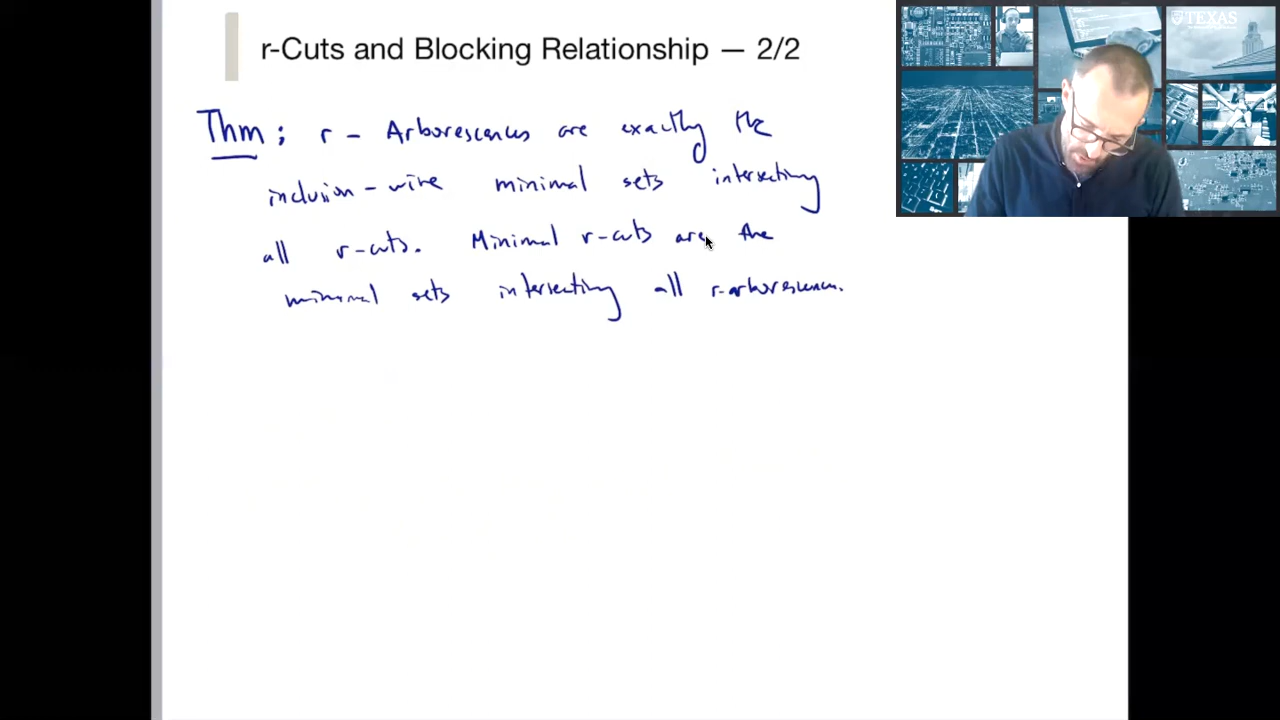 r-Cuts and Blocking Relationship — 2/2
Thm: r - Arborescences are exactly the
inclusion-wise minimal sets intersecting
all r-cuts. Minimal r-cuts are the
minimal sets intersecting all r-arborescences.
TEXAS